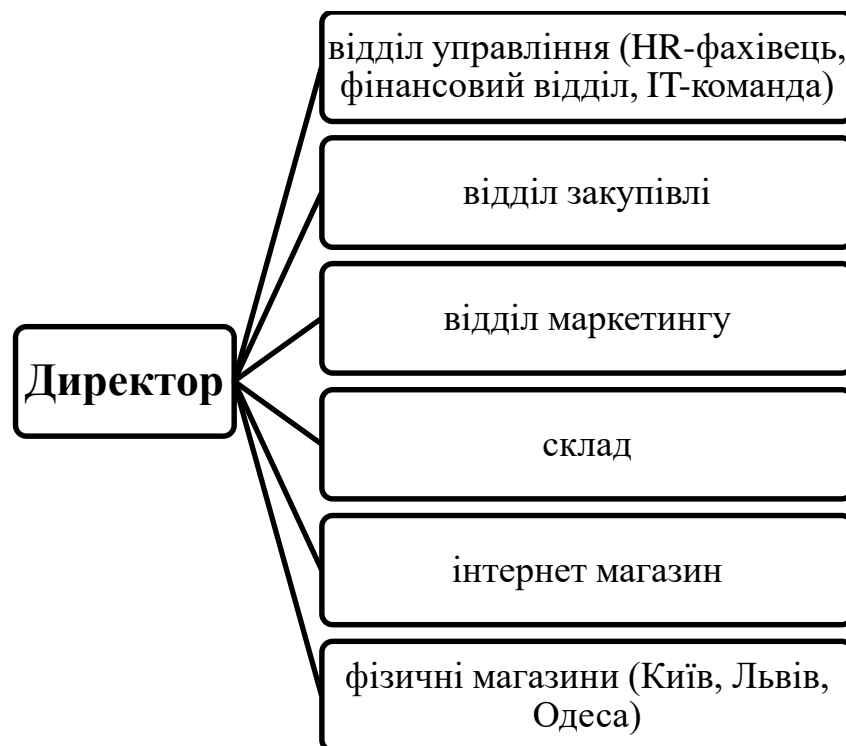 відділ управління (HR-фахівець,
фінансовий відділ, ІТ-команда)
відділ закупівлі
відділ маркетингу
Директор
склад
інтернет магазин
фізичні магазини (Київ, Львів,
Одеса)